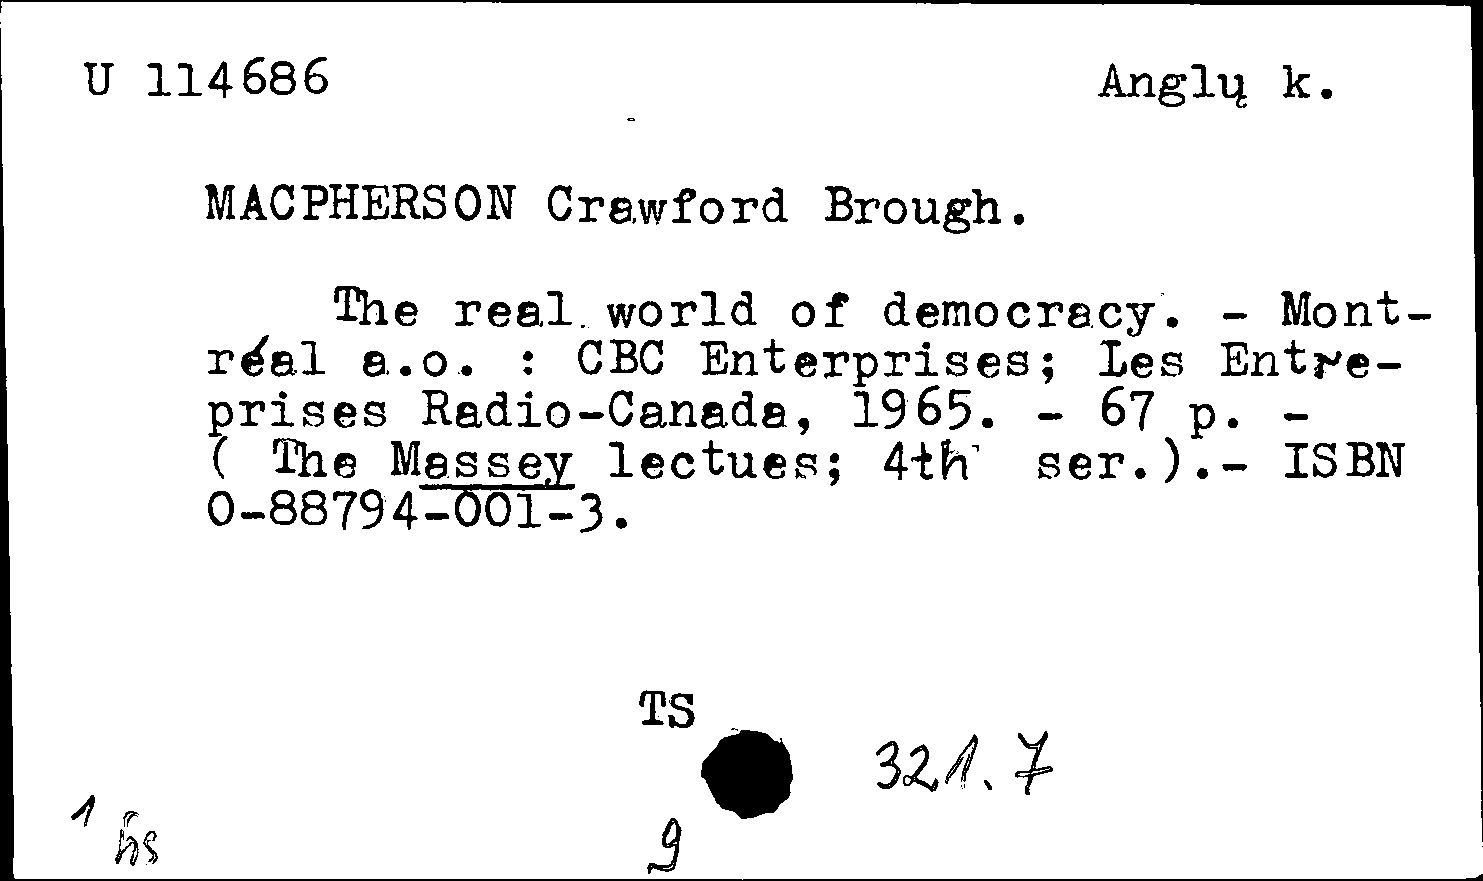 U 114686 Anglų k.
MACPHERSON Crawford Brough.
The real world of democracy. - Mont-
réal a.o. : CBC Enterprises; Les Entre-
prises Radio-Canada, 1965. - 67 p. -
( The Massey lectues; 4th ser.).- ISBN
0-88794-001-3.
TS
321.7
1
9